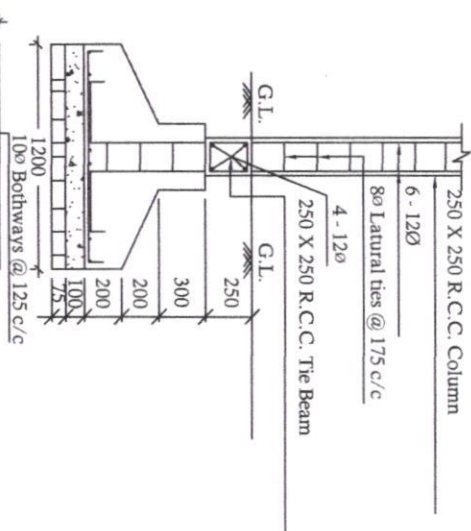 250 X 250 R.C.C. Column
6 - 12Ø
8Ø Latural ties @ 175 c/c
4 - 12Ø
250 X 250 R.C.C. Tie Beam
G.L.
G.L.
250
300
200
200
100
75
1200
10Ø Bothways @ 125 c/c